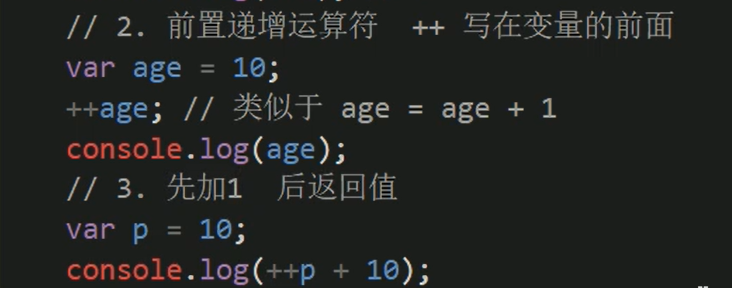 // 2. 前置递增运算符  ++ 写在变量的前面
var age = 10;
++age; // 类似于 age = age + 1
console.log(age);
// 3. 先加1  后返回值
var p = 10;
console.log(++p + 10);